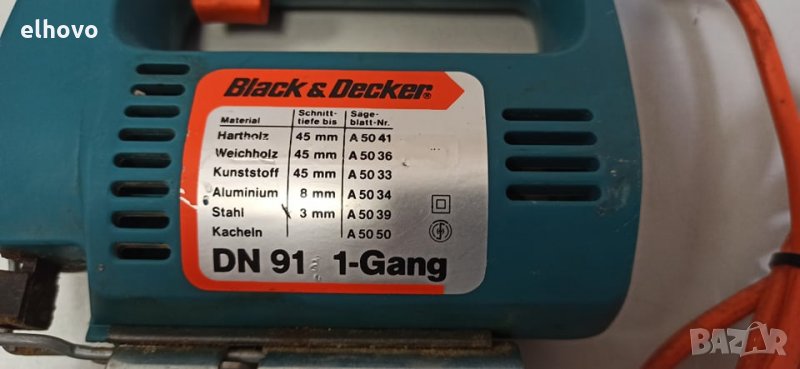 elhovo
Black & Decker®
Material Schnitt-tiefe bis Säge-blatt-Nr.
Hartholz 45 mm A 50 41
Weichholz 45 mm A 50 36
Kunststoff 45 mm A 50 33
Aluminium 8 mm A 50 34
Stahl 3 mm A 50 39
Kacheln A 50 50
DN 91 1-Gang
BAZAR